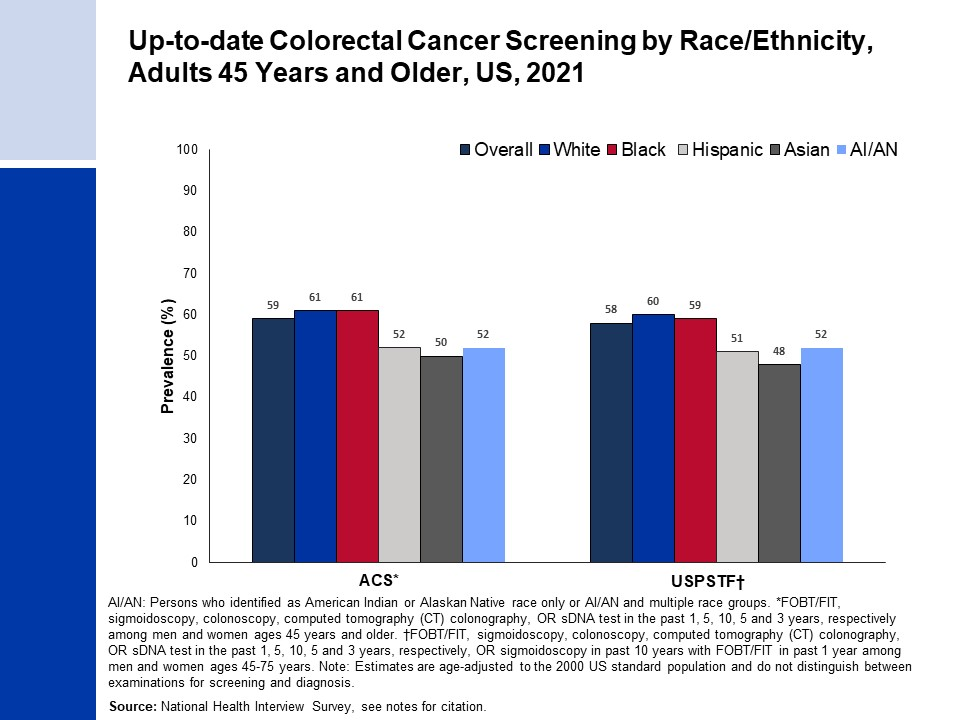 Up-to-date Colorectal Cancer Screening by Race/Ethnicity,
Adults 45 Years and Older, US, 2021
Overall White Black Hispanic Asian AI/AN
Prevalence (%)
100
90
80
70
60
50
40
30
20
10
0
59 61 61 52 50 52
58 60 59 51 48 52
ACS* USPSTF†
AI/AN: Persons who identified as American Indian or Alaskan Native race only or AI/AN and multiple race groups. *FOBT/FIT,
sigmoidoscopy, colonoscopy, computed tomography (CT) colonography, OR sDNA test in the past 1, 5, 10, 5 and 3 years, respectively
among men and women ages 45 years and older. †FOBT/FIT, sigmoidoscopy, colonoscopy, computed tomography (CT) colonography,
OR sDNA test in the past 1, 5, 10, 5 and 3 years, respectively, OR sigmoidoscopy in past 10 years with FOBT/FIT in past 1 year among
men and women ages 45-75 years. Note: Estimates are age-adjusted to the 2000 US standard population and do not distinguish between
examinations for screening and diagnosis.
Source: National Health Interview Survey, see notes for citation.